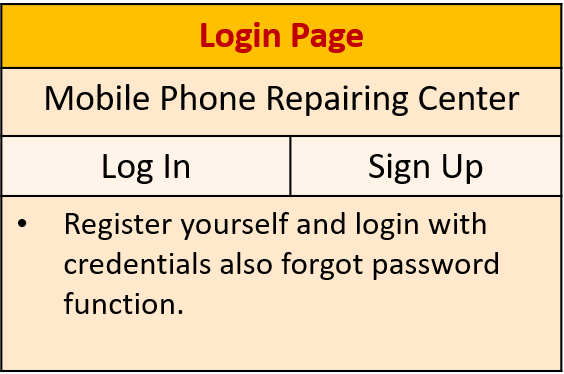 Login Page
Mobile Phone Repairing Center
Log In
Sign Up
• Register yourself and login with
credentials also forgot password
function.